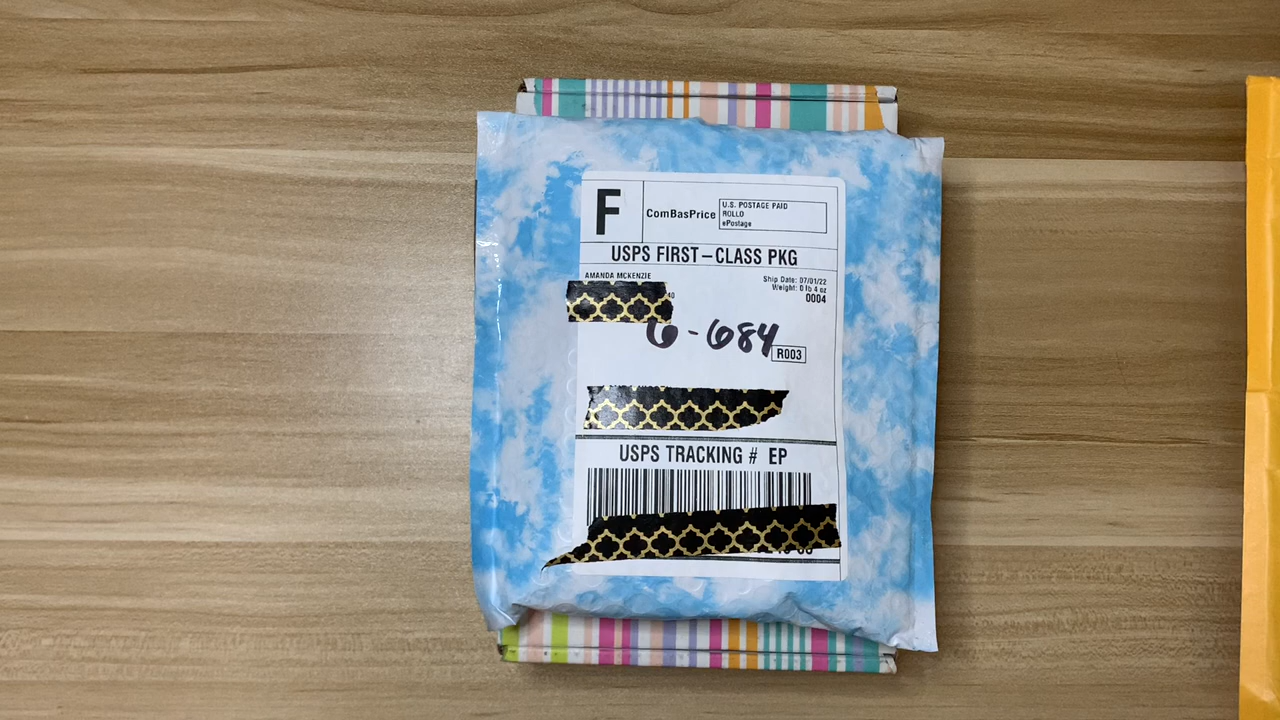 F
ComBasPrice
U.S. POSTAGE PAID
ROLLO
ePostage
USPS FIRST-CLASS PKG
AMANDA MCKENZIE
Ship Date: 07/01/22
Weight: 0 lb 4 oz
0004
40
6-684
R003
USPS TRACKING # EP